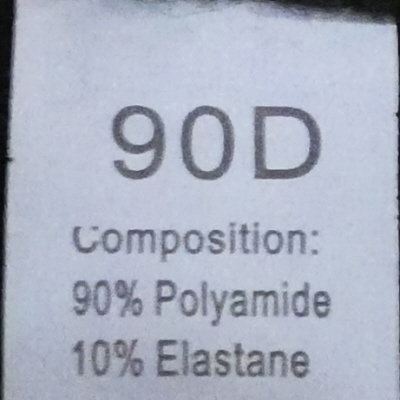 90D
Composition:
90% Polyamide
10% Elastane